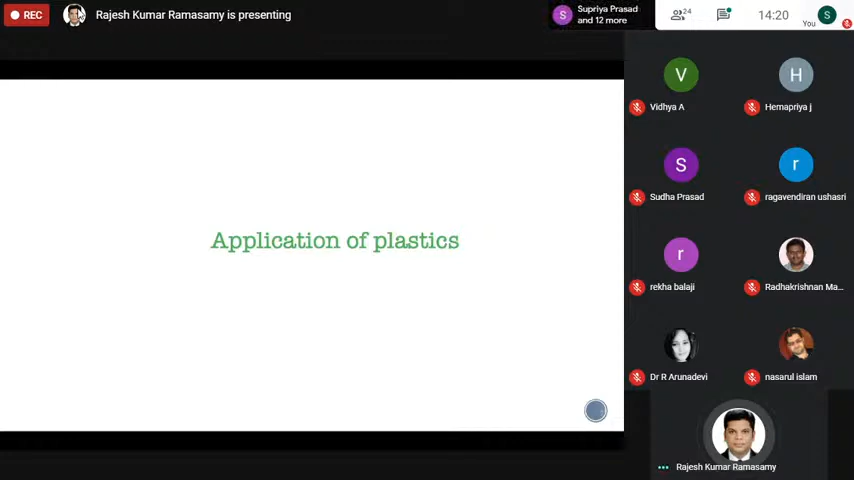 REC
Rajesh Kumar Ramasamy is presenting
S
Supriya Prasad
and 12 more
24
14:20
You
S
V
H
Vidhya A
Hemapriya j
S
r
Sudha Prasad
ragavendiran ushasri
Application of plastics
r
rekha balaji
Radhakrishnan Ma...
Dr R Arunadevi
nasarul islam
Rajesh Kumar Ramasamy